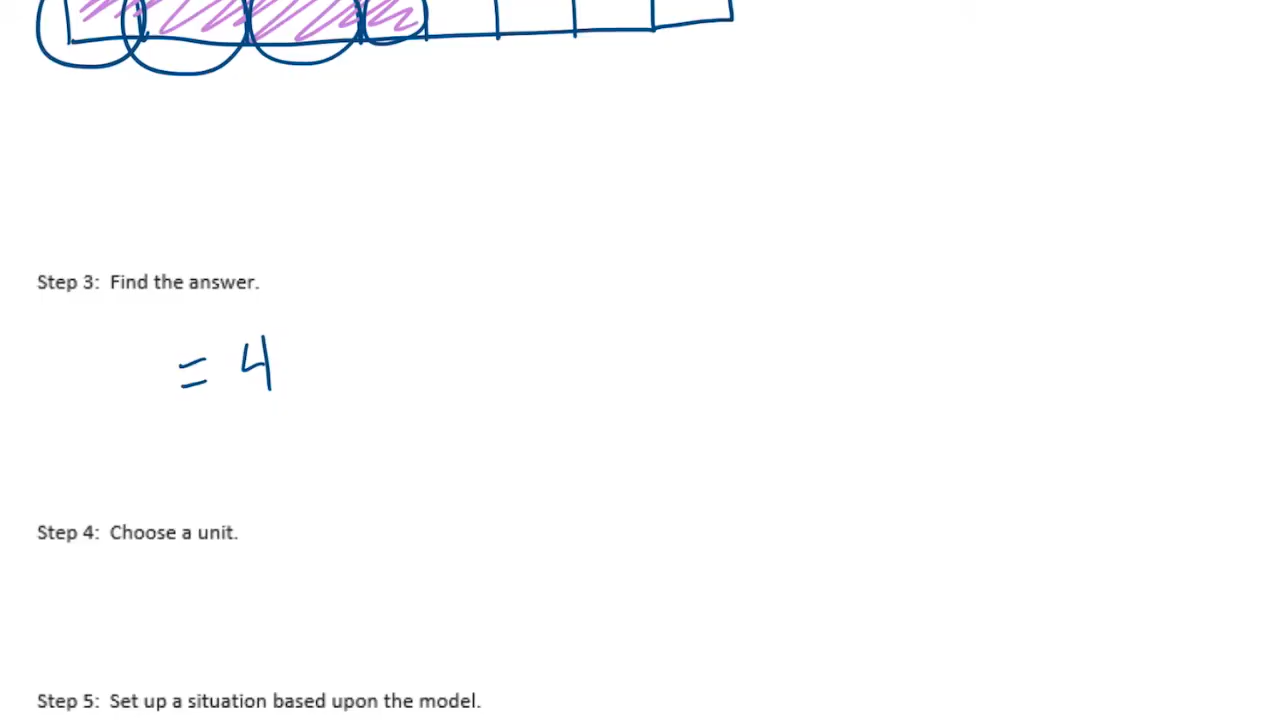 Step 3: Find the answer.
= 4
Step 4: Choose a unit.
Step 5: Set up a situation based upon the model.